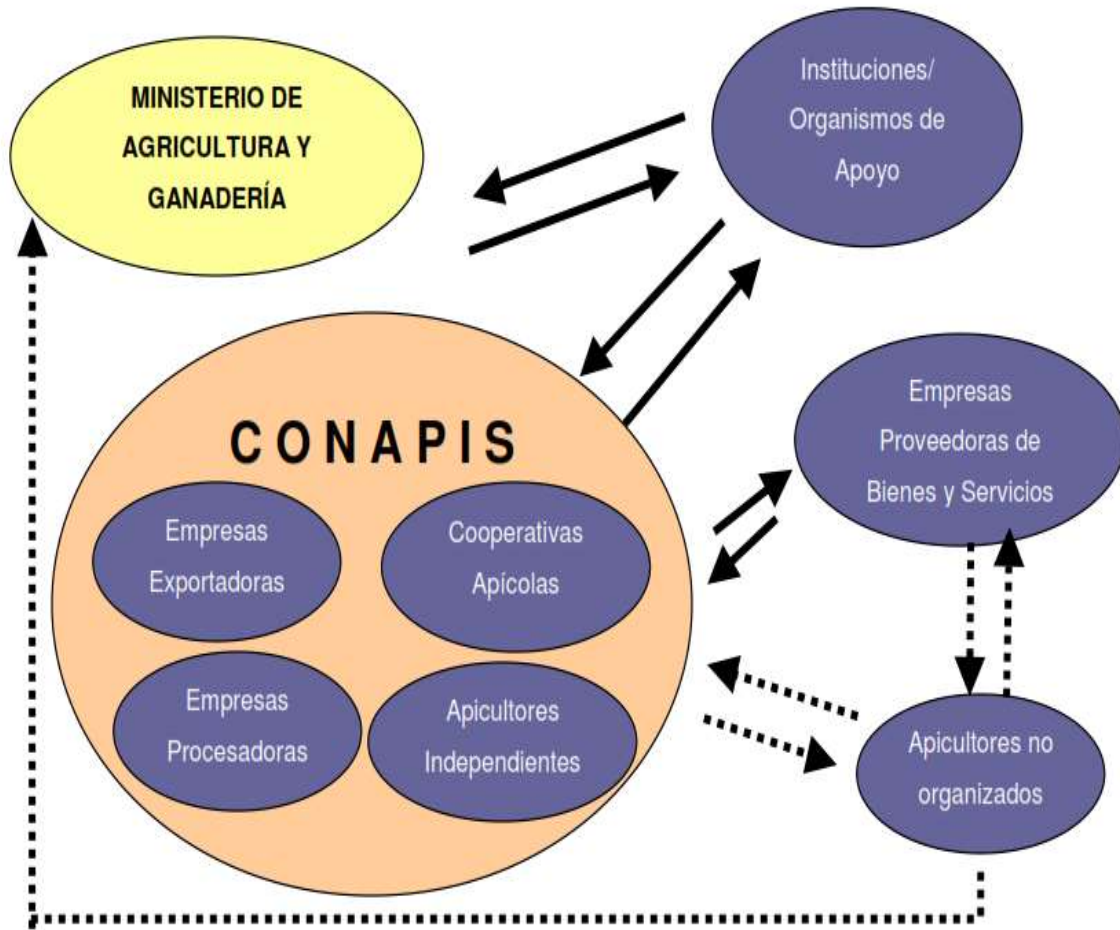 MINISTERIO DE
AGRICULTURA Y
GANADERÍA
Instituciones/
Organismos de
Apoyo
CONAPIS
Empresas
Exportadoras
Cooperativas
Apícolas
Empresas
Procesadoras
Apicultores
Independientes
Empresas
Proveedoras de
Bienes y Servicios
Apicultores no
organizados